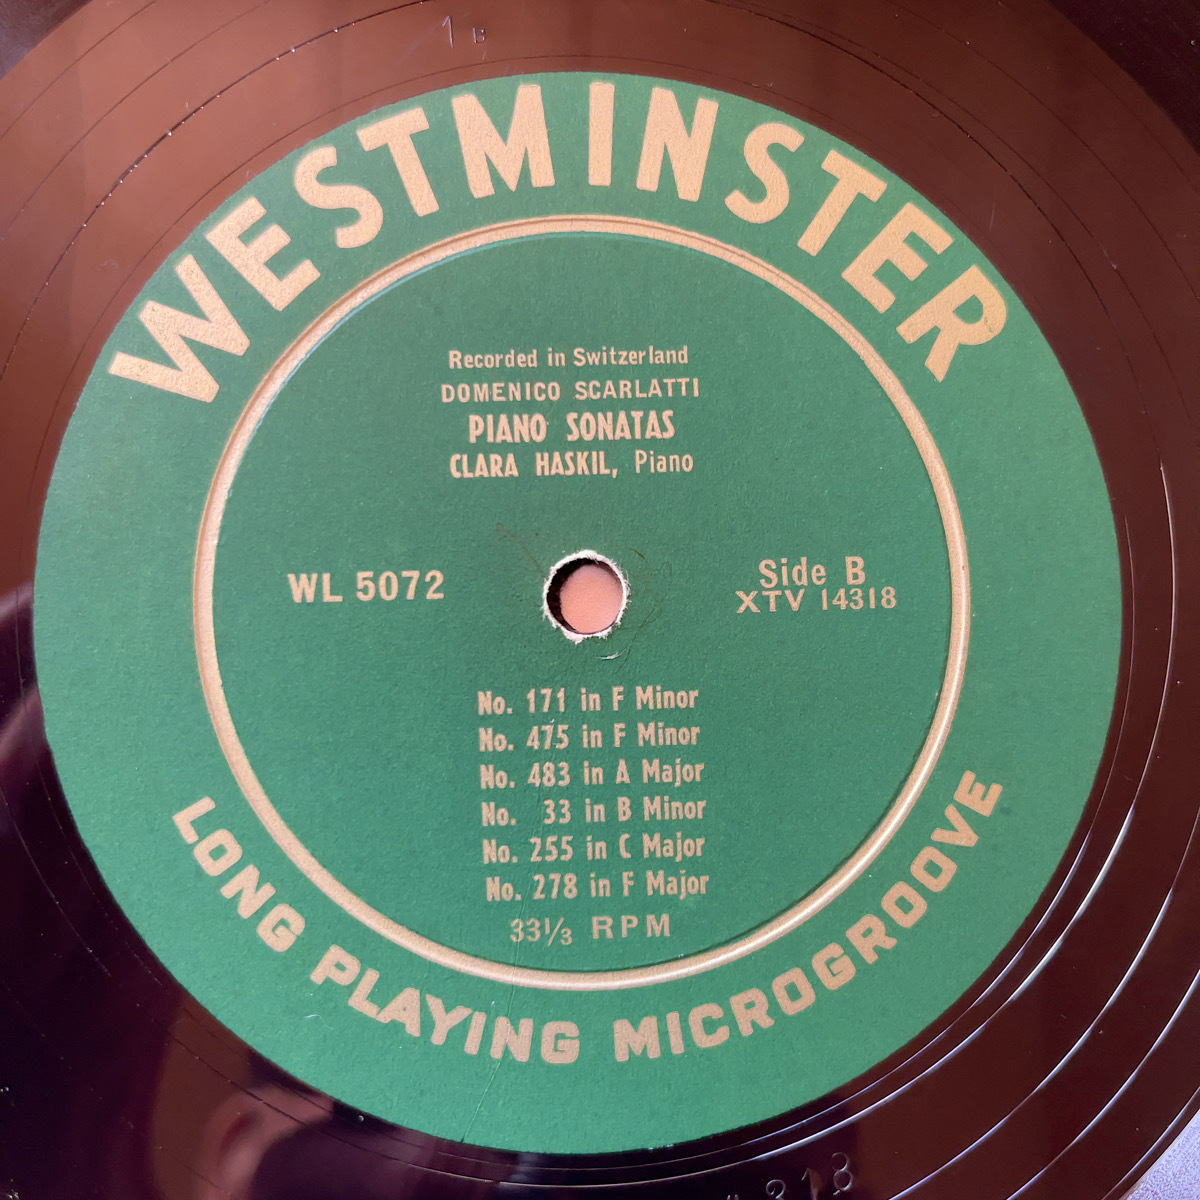 WESTMINSTER
Recorded in Switzerland
DOMENICO SCARLATTI
PIANO SONATAS
CLARA HASKIL, Piano
WL 5072
Side B
XTV 14318
No. 171 in F Minor
No. 475 in F Minor
No. 483 in A Major
No. 33 in B Minor
No. 255 in C Major
No. 278 in F Major
33⅓ RPM
LONG PLAYING MICROGROOVE